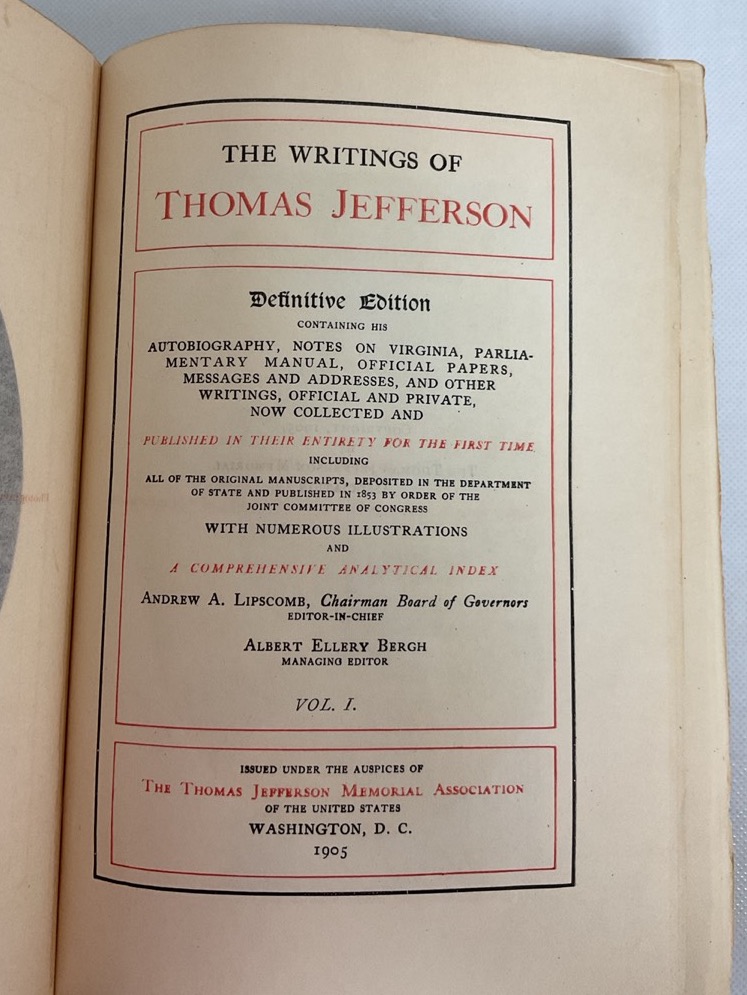 THE WRITINGS OF
THOMAS JEFFERSON
Definitive Edition
CONTAINING HIS
AUTOBIOGRAPHY, NOTES ON VIRGINIA, PARLIA-
MENTARY MANUAL, OFFICIAL PAPERS,
MESSAGES AND ADDRESSES, AND OTHER
WRITINGS, OFFICIAL AND PRIVATE,
NOW COLLECTED AND
PUBLISHED IN THEIR ENTIRETY FOR THE FIRST TIME
INCLUDING
ALL OF THE ORIGINAL MANUSCRIPTS, DEPOSITED IN THE DEPARTMENT
OF STATE AND PUBLISHED IN 1853 BY ORDER OF THE
JOINT COMMITTEE OF CONGRESS
WITH NUMEROUS ILLUSTRATIONS
AND
A COMPREHENSIVE ANALYTICAL INDEX
ANDREW A. LIPSCOMB, Chairman Board of Governors
EDITOR-IN-CHIEF
ALBERT ELLERY BERGH
MANAGING EDITOR
VOL. I.
ISSUED UNDER THE AUSPICES OF
THE THOMAS JEFFERSON MEMORIAL ASSOCIATION
OF THE UNITED STATES
WASHINGTON, D. C.
1905